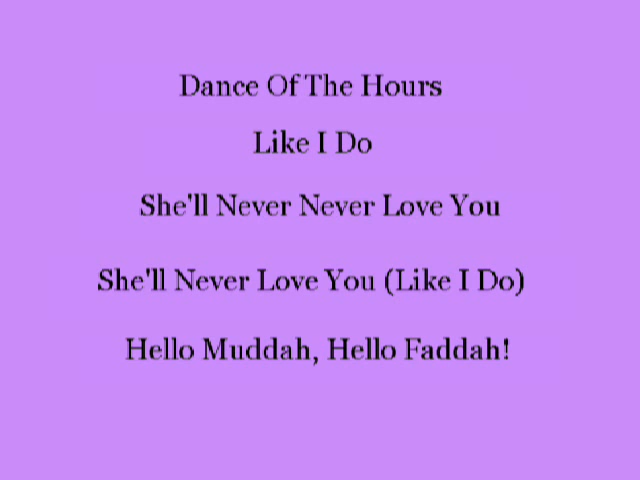 Dance Of The Hours
Like I Do
She'll Never Never Love You
She'll Never Love You (Like I Do)
Hello Muddah, Hello Faddah!